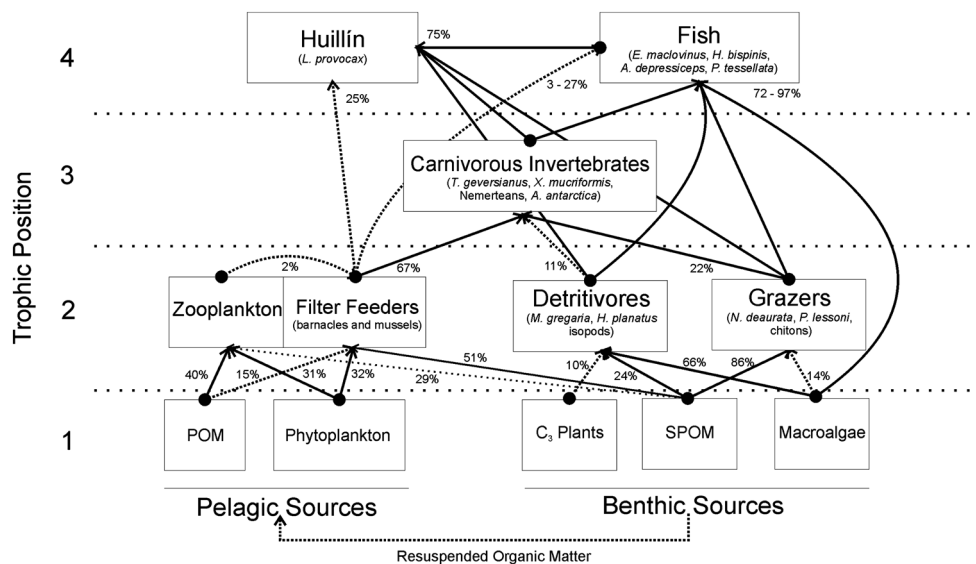 Trophic Position
4
3
2
1
Huillín
(L. provocax)
75%
Fish
(E. maclovinus, H. bispinis,
A. depressiceps, P. tessellata)
25%
3 - 27%
72 - 97%
Carnivorous Invertebrates
(T. geversianus, X. mucriformis,
Nemerteans, A. antarctica)
2%
67%
11%
22%
Zooplankton
Filter Feeders
(barnacles and mussels)
Detritivores
(M. gregaria, H. planatus
isopods)
Grazers
(N. deaurata, P. lessoni,
chitons)
40%
15%
31%
32%
51%
29%
10%
24%
66%
86%
14%
POM
Phytoplankton
C₃ Plants
SPOM
Macroalgae
Pelagic Sources
Benthic Sources
Resuspended Organic Matter